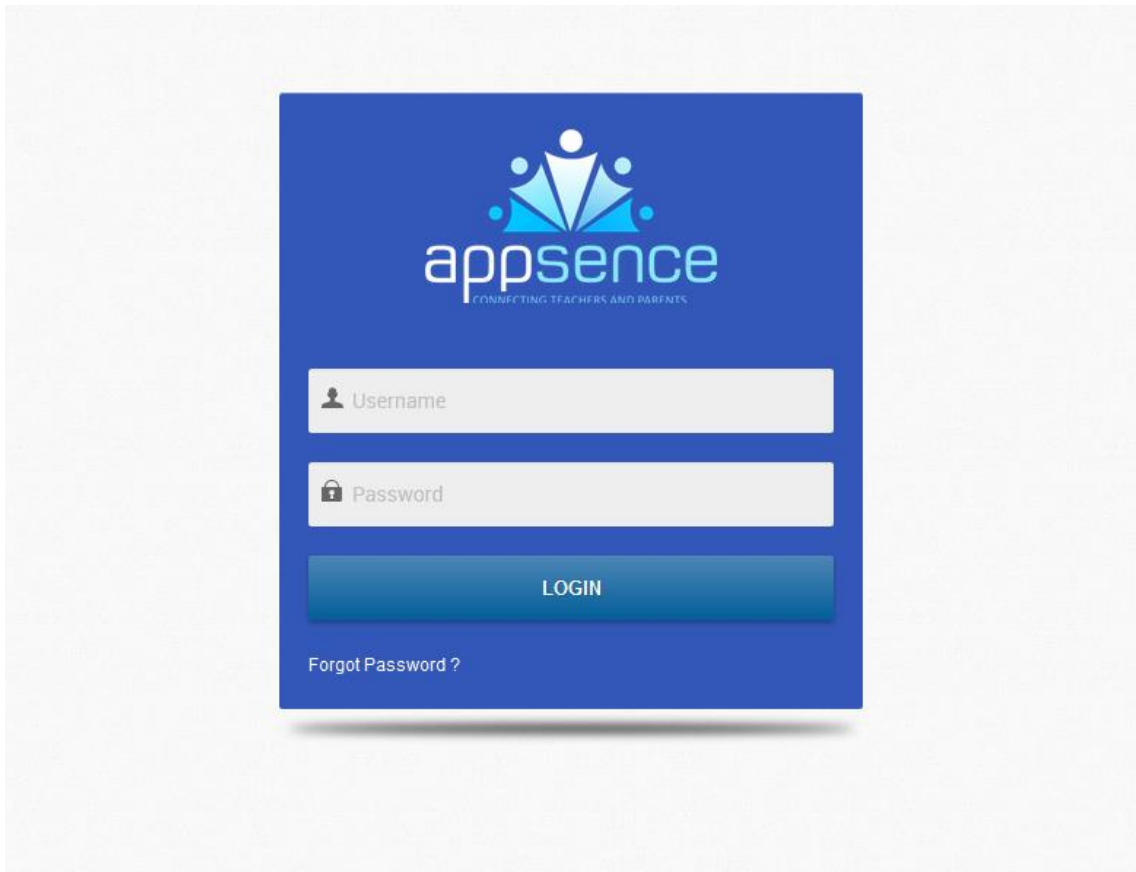 appsence
CONNECTING TEACHERS AND PARENTS
Username
Password
LOGIN
Forgot Password ?